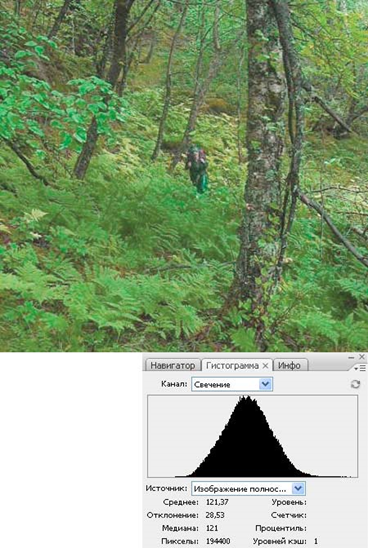 Навигатор Гистограмма × Инфо
Канал: Свечение
Источник: Изображение полнос...
Среднее: 121,37 Уровень:
Отклонение: 28,53 Счетчик:
Медиана: 121 Процентиль:
Пикселы: 194400 Уровней кэш: 1